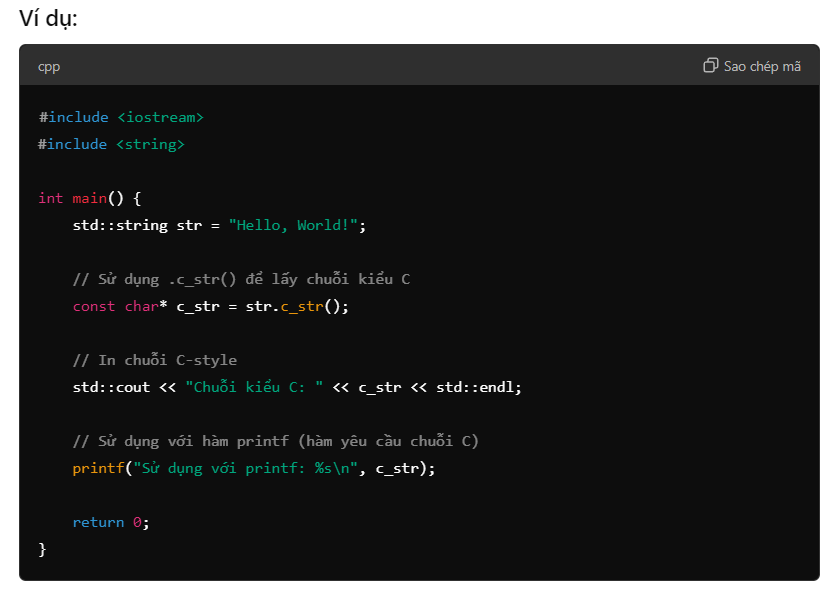 Ví dụ:
cpp
Sao chép mã
#include <iostream>
#include <string>
int main() {
    std::string str = "Hello, World!";
    // Sử dụng .c_str() để lấy chuỗi kiểu C
    const char* c_str = str.c_str();
    // In chuỗi C-style
    std::cout << "Chuỗi kiểu C: " << c_str << std::endl;
    // Sử dụng với hàm printf (hàm yêu cầu chuỗi C)
    printf("Sử dụng với printf: %s\n", c_str);
    return 0;
}